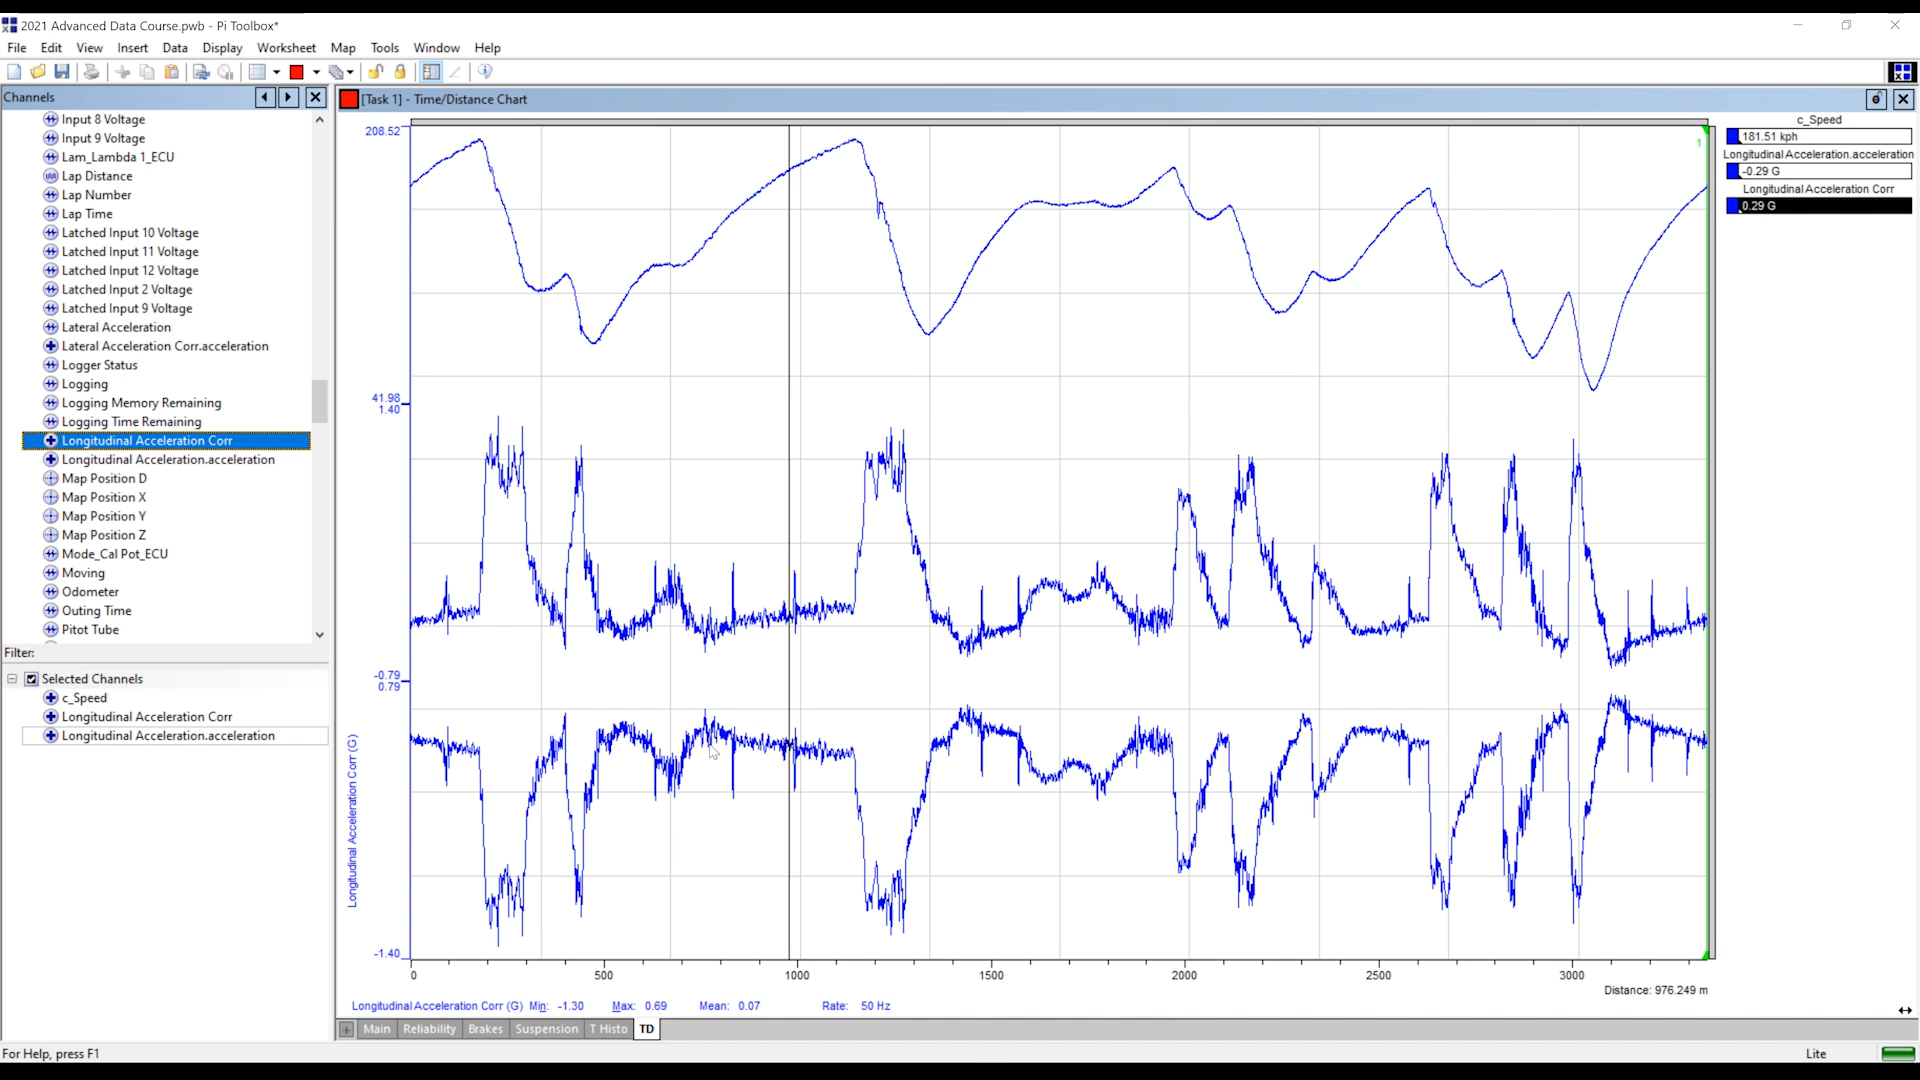 2021 Advanced Data Course.pwb - Pi Toolbox*
File Edit View Insert Data Display Worksheet Map Tools Window Help
Channels
Input 8 Voltage
Input 9 Voltage
Lam_Lambda 1_ECU
Lap Distance
Lap Number
Lap Time
Latched Input 10 Voltage
Latched Input 11 Voltage
Latched Input 12 Voltage
Latched Input 2 Voltage
Latched Input 9 Voltage
Lateral Acceleration
Lateral Acceleration Corr.acceleration
Logger Status
Logging
Logging Memory Remaining
Logging Time Remaining
Longitudinal Acceleration Corr
Longitudinal Acceleration.acceleration
Map Position D
Map Position X
Map Position Y
Map Position Z
Mode_Cal Pot_ECU
Moving
Odometer
Outing Time
Pitot Tube
Filter:
Selected Channels
c_Speed
Longitudinal Acceleration Corr
Longitudinal Acceleration.acceleration
[Task 1] - Time/Distance Chart
208.52
41.98
1.40
-0.79
0.79
-1.40
Longitudinal Acceleration Corr (G)
1
0 500 1000 1500 2000 2500 3000
Distance: 976.249 m
Longitudinal Acceleration Corr (G) Min: -1.30 Max: 0.69 Mean: 0.07 Rate: 50 Hz
c_Speed
181.51 kph
Longitudinal Acceleration.acceleration
-0.29 G
Longitudinal Acceleration Corr
0.29 G
Main Reliability Brakes Suspension T Histo TD
For Help, press F1
Lite